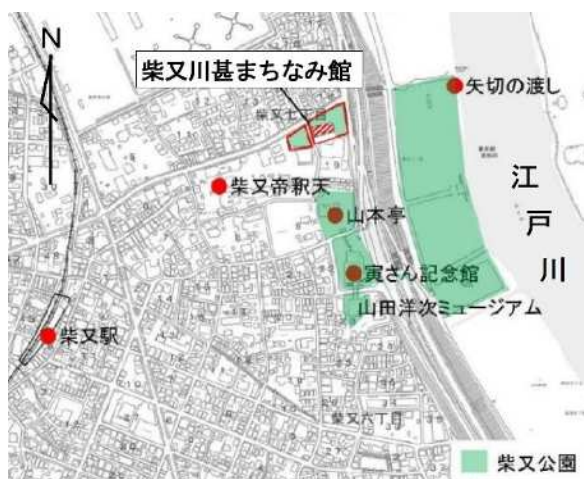 N
柴又川甚まちなみ館
柴又七丁目
矢切の渡し
柴又帝釈天
江戸川
山本亭
寅さん記念館
山田洋次ミュージアム
柴又駅
柴又六丁目
柴又公園